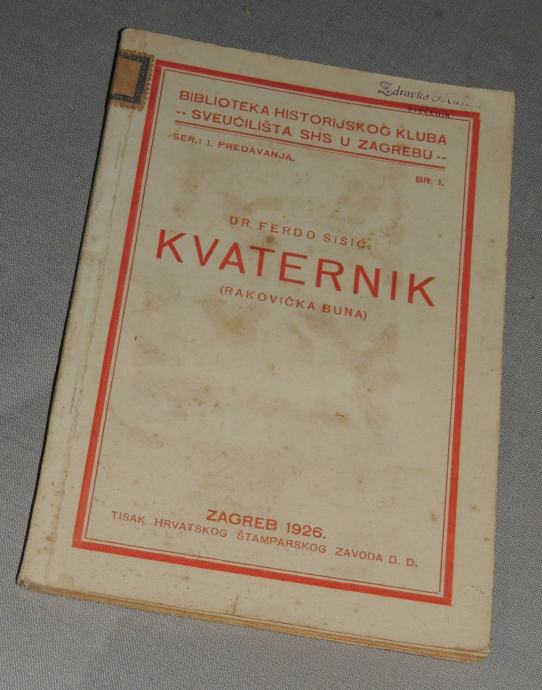 Zdravko
BIBLIOTEKA HISTORIJSKOG KLUBA
-- SVEUČILIŠTA SHS U ZAGREBU --
SER.: I. PREDAVANJA.
BR. 1.
DR FERDO ŠIŠIĆ:
KVATERNIK
(RAKOVIČKA BUNA)
ZAGREB 1926.
TISAK HRVATSKOG ŠTAMPARSKOG ZAVODA D. D.